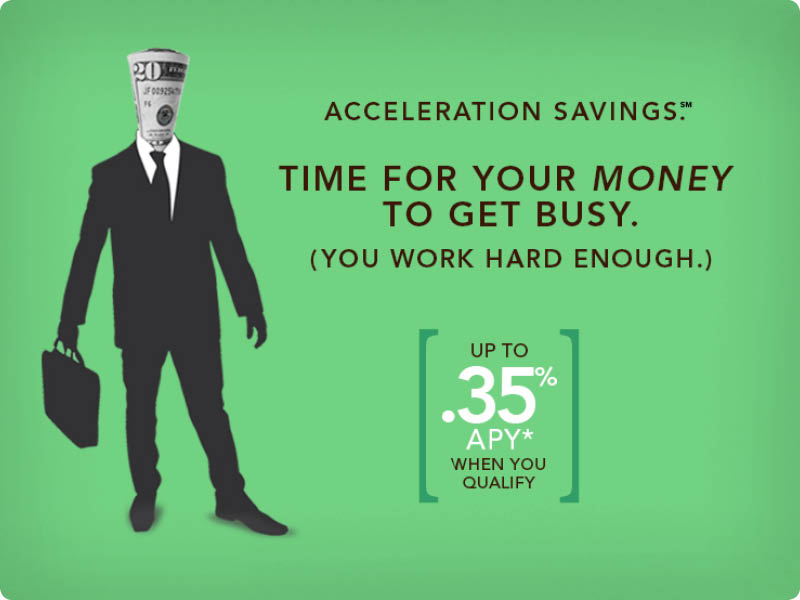 20
F6
ACCELERATION SAVINGS.℠
TIME FOR YOUR MONEY
TO GET BUSY.
(YOU WORK HARD ENOUGH.)
UP TO
.35%
APY*
WHEN YOU
QUALIFY